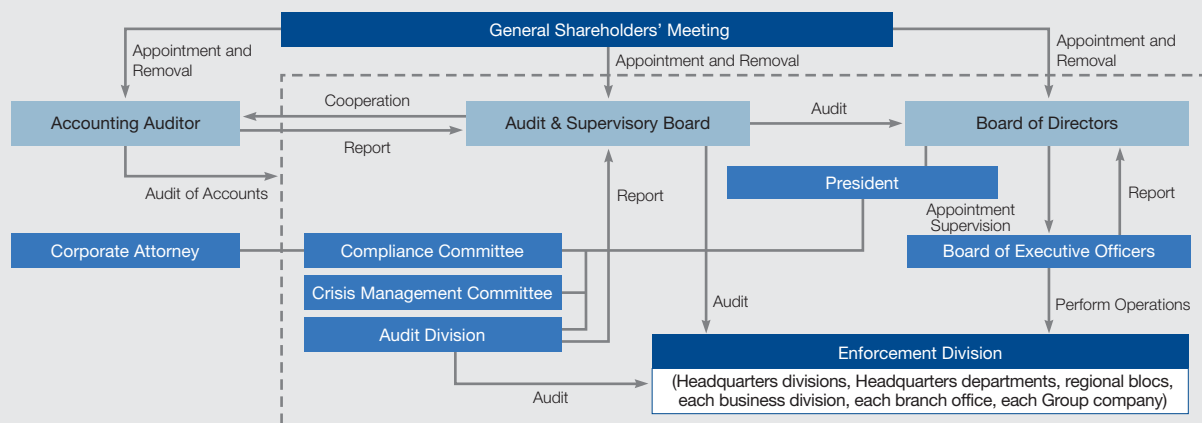 General Shareholders' Meeting
Appointment and
Removal
Appointment and Removal
Appointment and
Removal
Cooperation
Accounting Auditor
Audit & Supervisory Board
Audit
Board of Directors
Report
Audit of Accounts
Report
President
Report
Appointment
Supervision
Corporate Attorney
Compliance Committee
Board of Executive Officers
Crisis Management Committee
Audit
Perform Operations
Audit Division
Enforcement Division
(Headquarters divisions, Headquarters departments, regional blocs,
each business division, each branch office, each Group company)
Audit